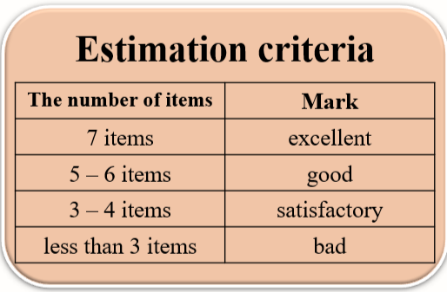 Estimation criteria
The number of items Mark
7 items excellent
5 – 6 items good
3 – 4 items satisfactory
less than 3 items bad